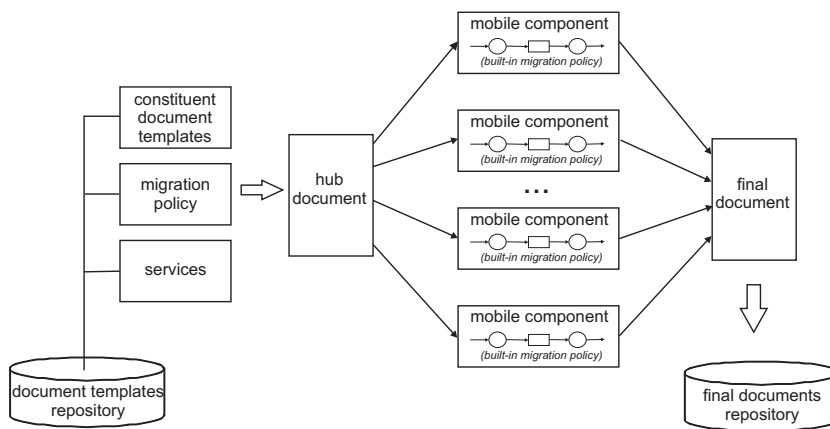 constituent
document
templates
migration
policy
services
document templates
repository
hub
document
mobile component
(built-in migration policy)
mobile component
(built-in migration policy)
...
mobile component
(built-in migration policy)
mobile component
(built-in migration policy)
final
document
final documents
repository